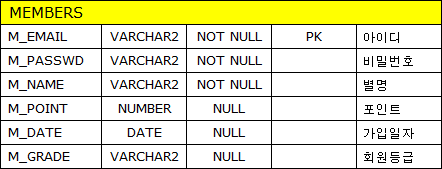 MEMBERS
M_EMAIL VARCHAR2 NOT NULL PK 아이디
M_PASSWD VARCHAR2 NOT NULL 비밀번호
M_NAME VARCHAR2 NOT NULL 별명
M_POINT NUMBER NULL 포인트
M_DATE DATE NULL 가입일자
M_GRADE VARCHAR2 NULL 회원등급